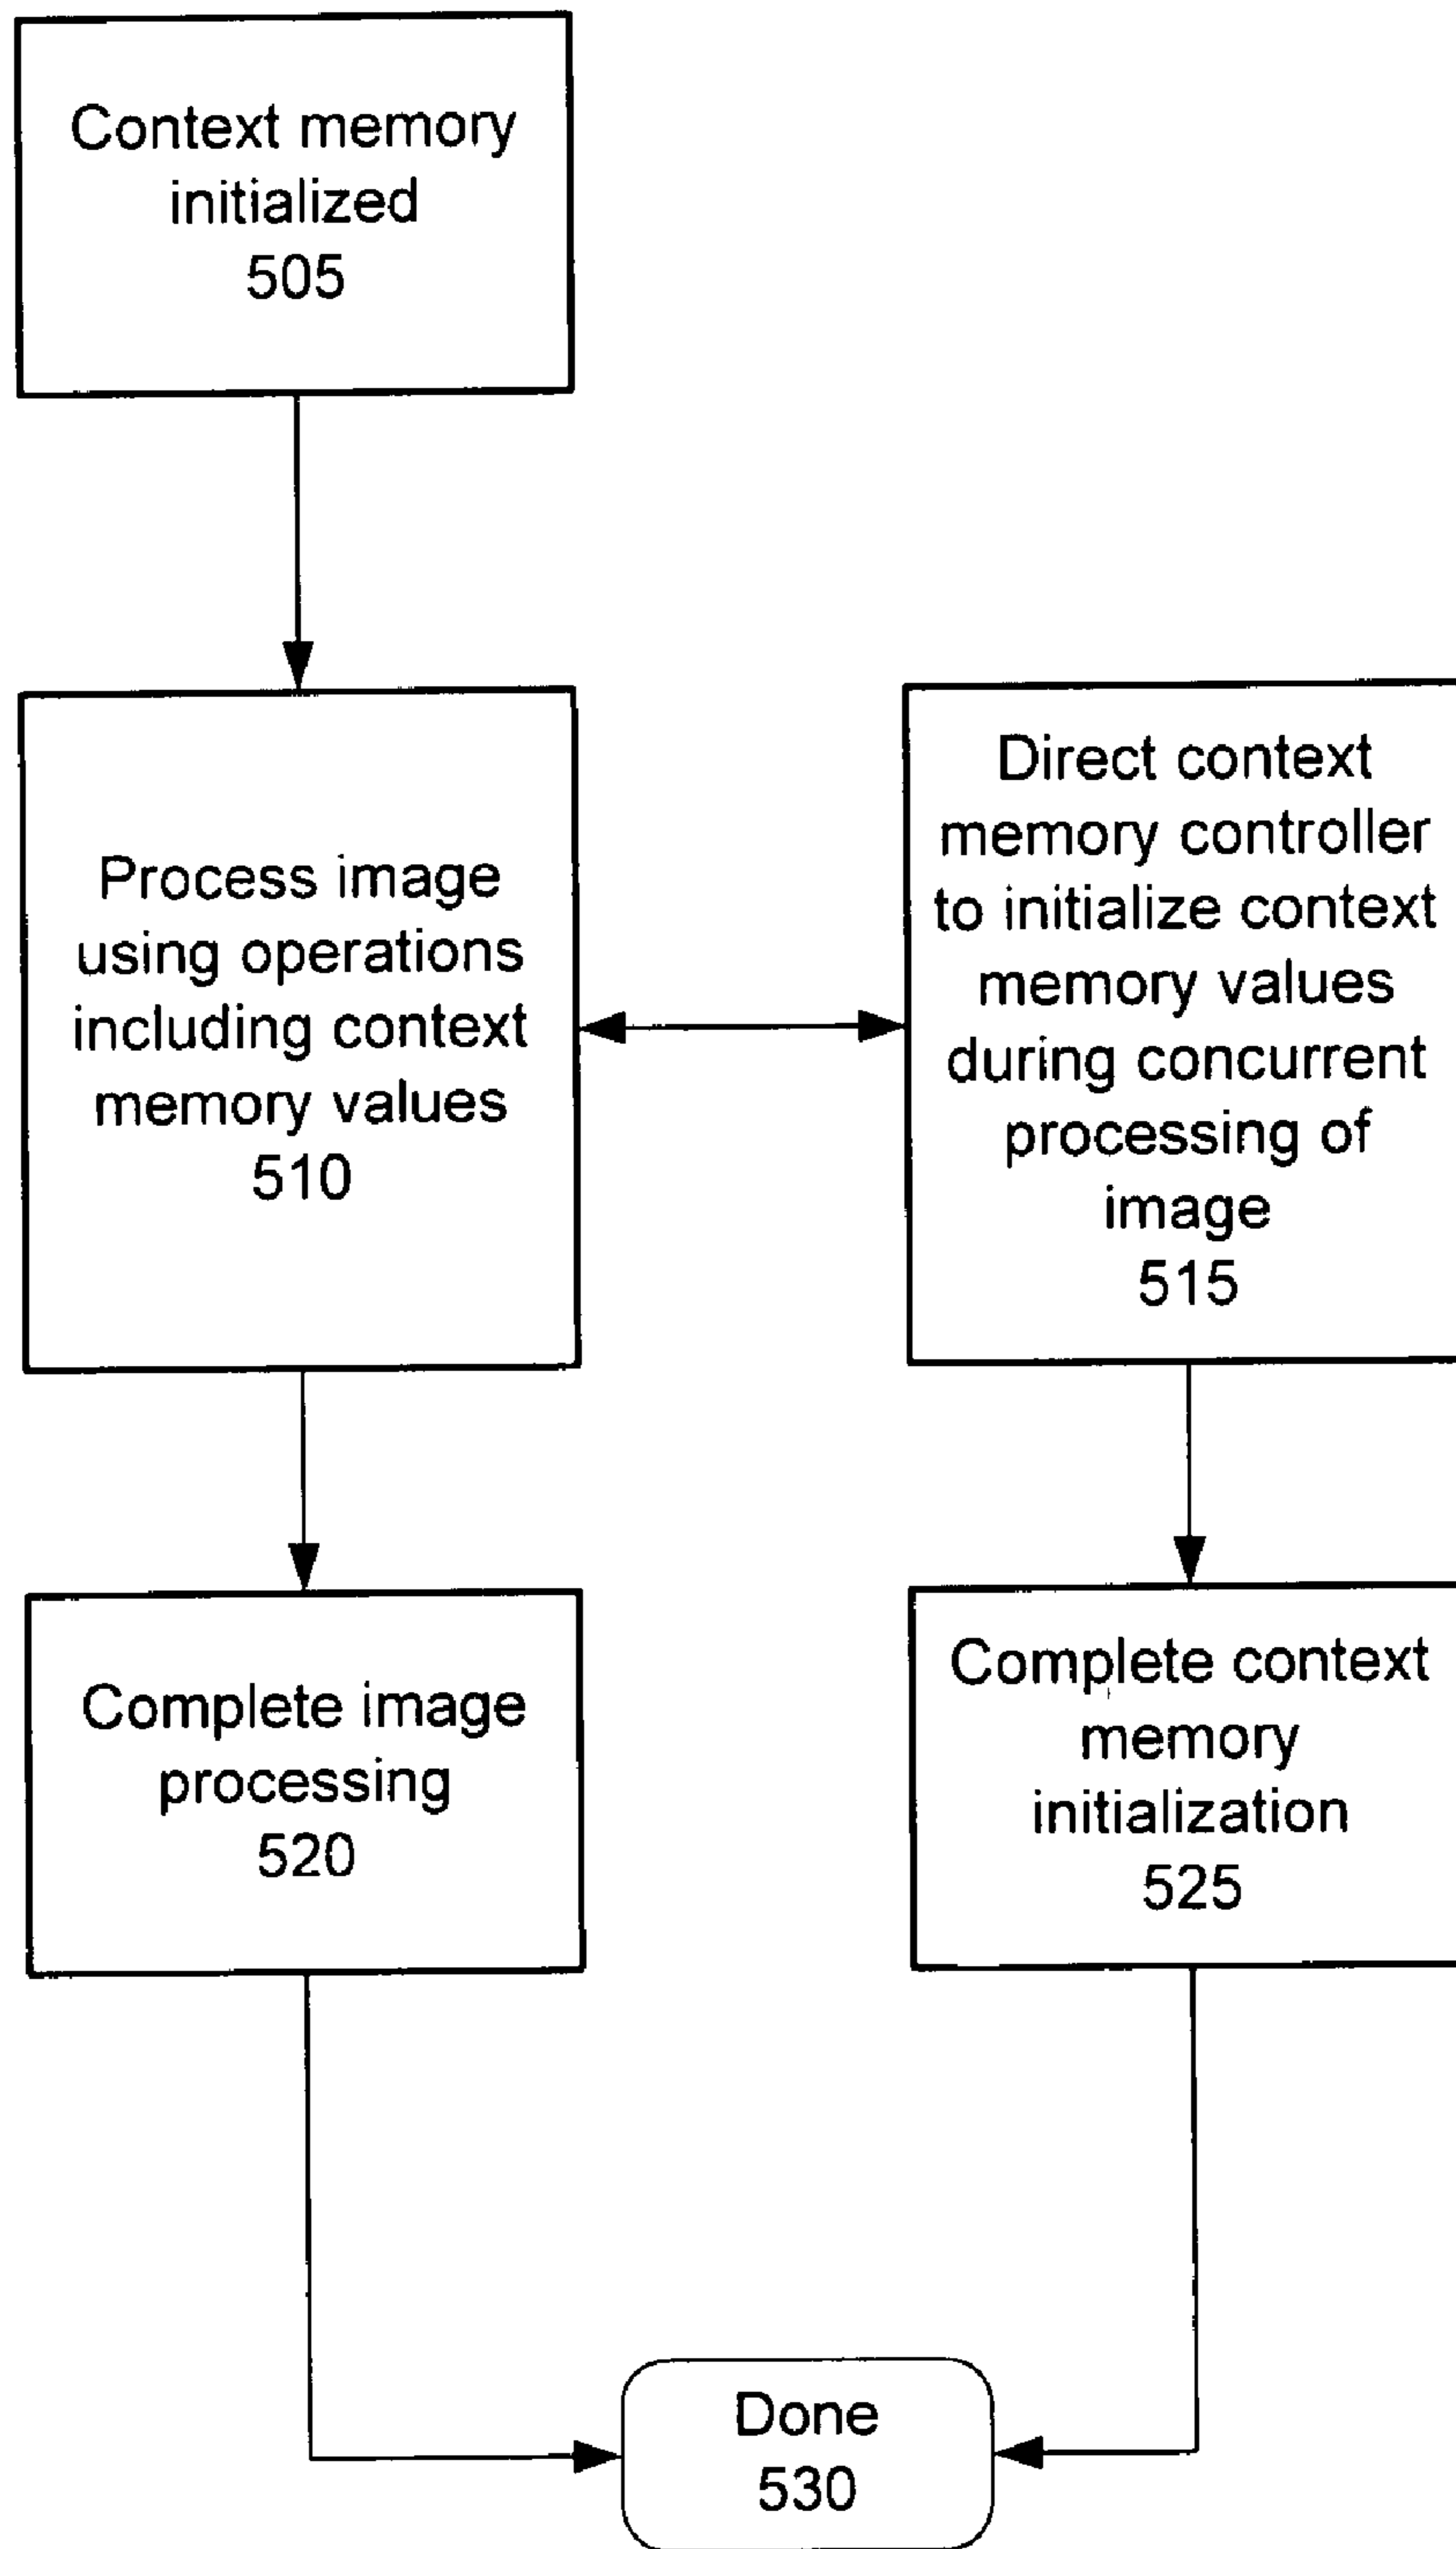 Context memory
initialized
505
Process image
using operations
including context
memory values
510
Direct context
memory controller
to initialize context
memory values
during concurrent
processing of
image
515
Complete image
processing
520
Complete context
memory
initialization
525
Done
530